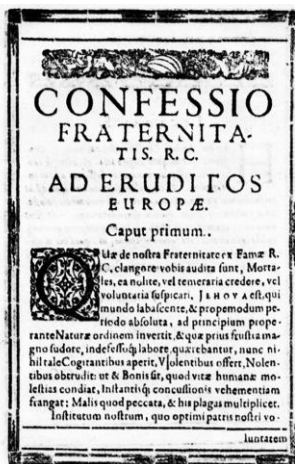 CONFESSIO
FRATERNITA-
TIS. R. C.
AD ERUDITOS
EUROPÆ.
Caput primum.
QUæ de nostra Fraternitate ex Famæ R.
C. clangore vobis audita sunt, Morta-
les, ea nolite, vel temeraria credere, vel
voluntaria suspicari. JEHOVA est, qui
mundo labascente, & propemodum pe-
riodo absoluta, ad principium prope-
rante Naturæ ordinem invertit, & quæ prius frustia ma-
gno sudore, indefessoq; labore, quærebantur, nunc ni-
hil tale Cogitantibus aperit, Volentibus offert, Nolen-
tibus obtrudit: ut & Bonis sit, quod vitæ humanæ mo-
lestias condiat, Instantisq; concussionis vehementiam
frangat; Malis quod peccata, & his plagas multiplicet.
Institutum nostrum, quo optimi patris nostri vo-
luntatem